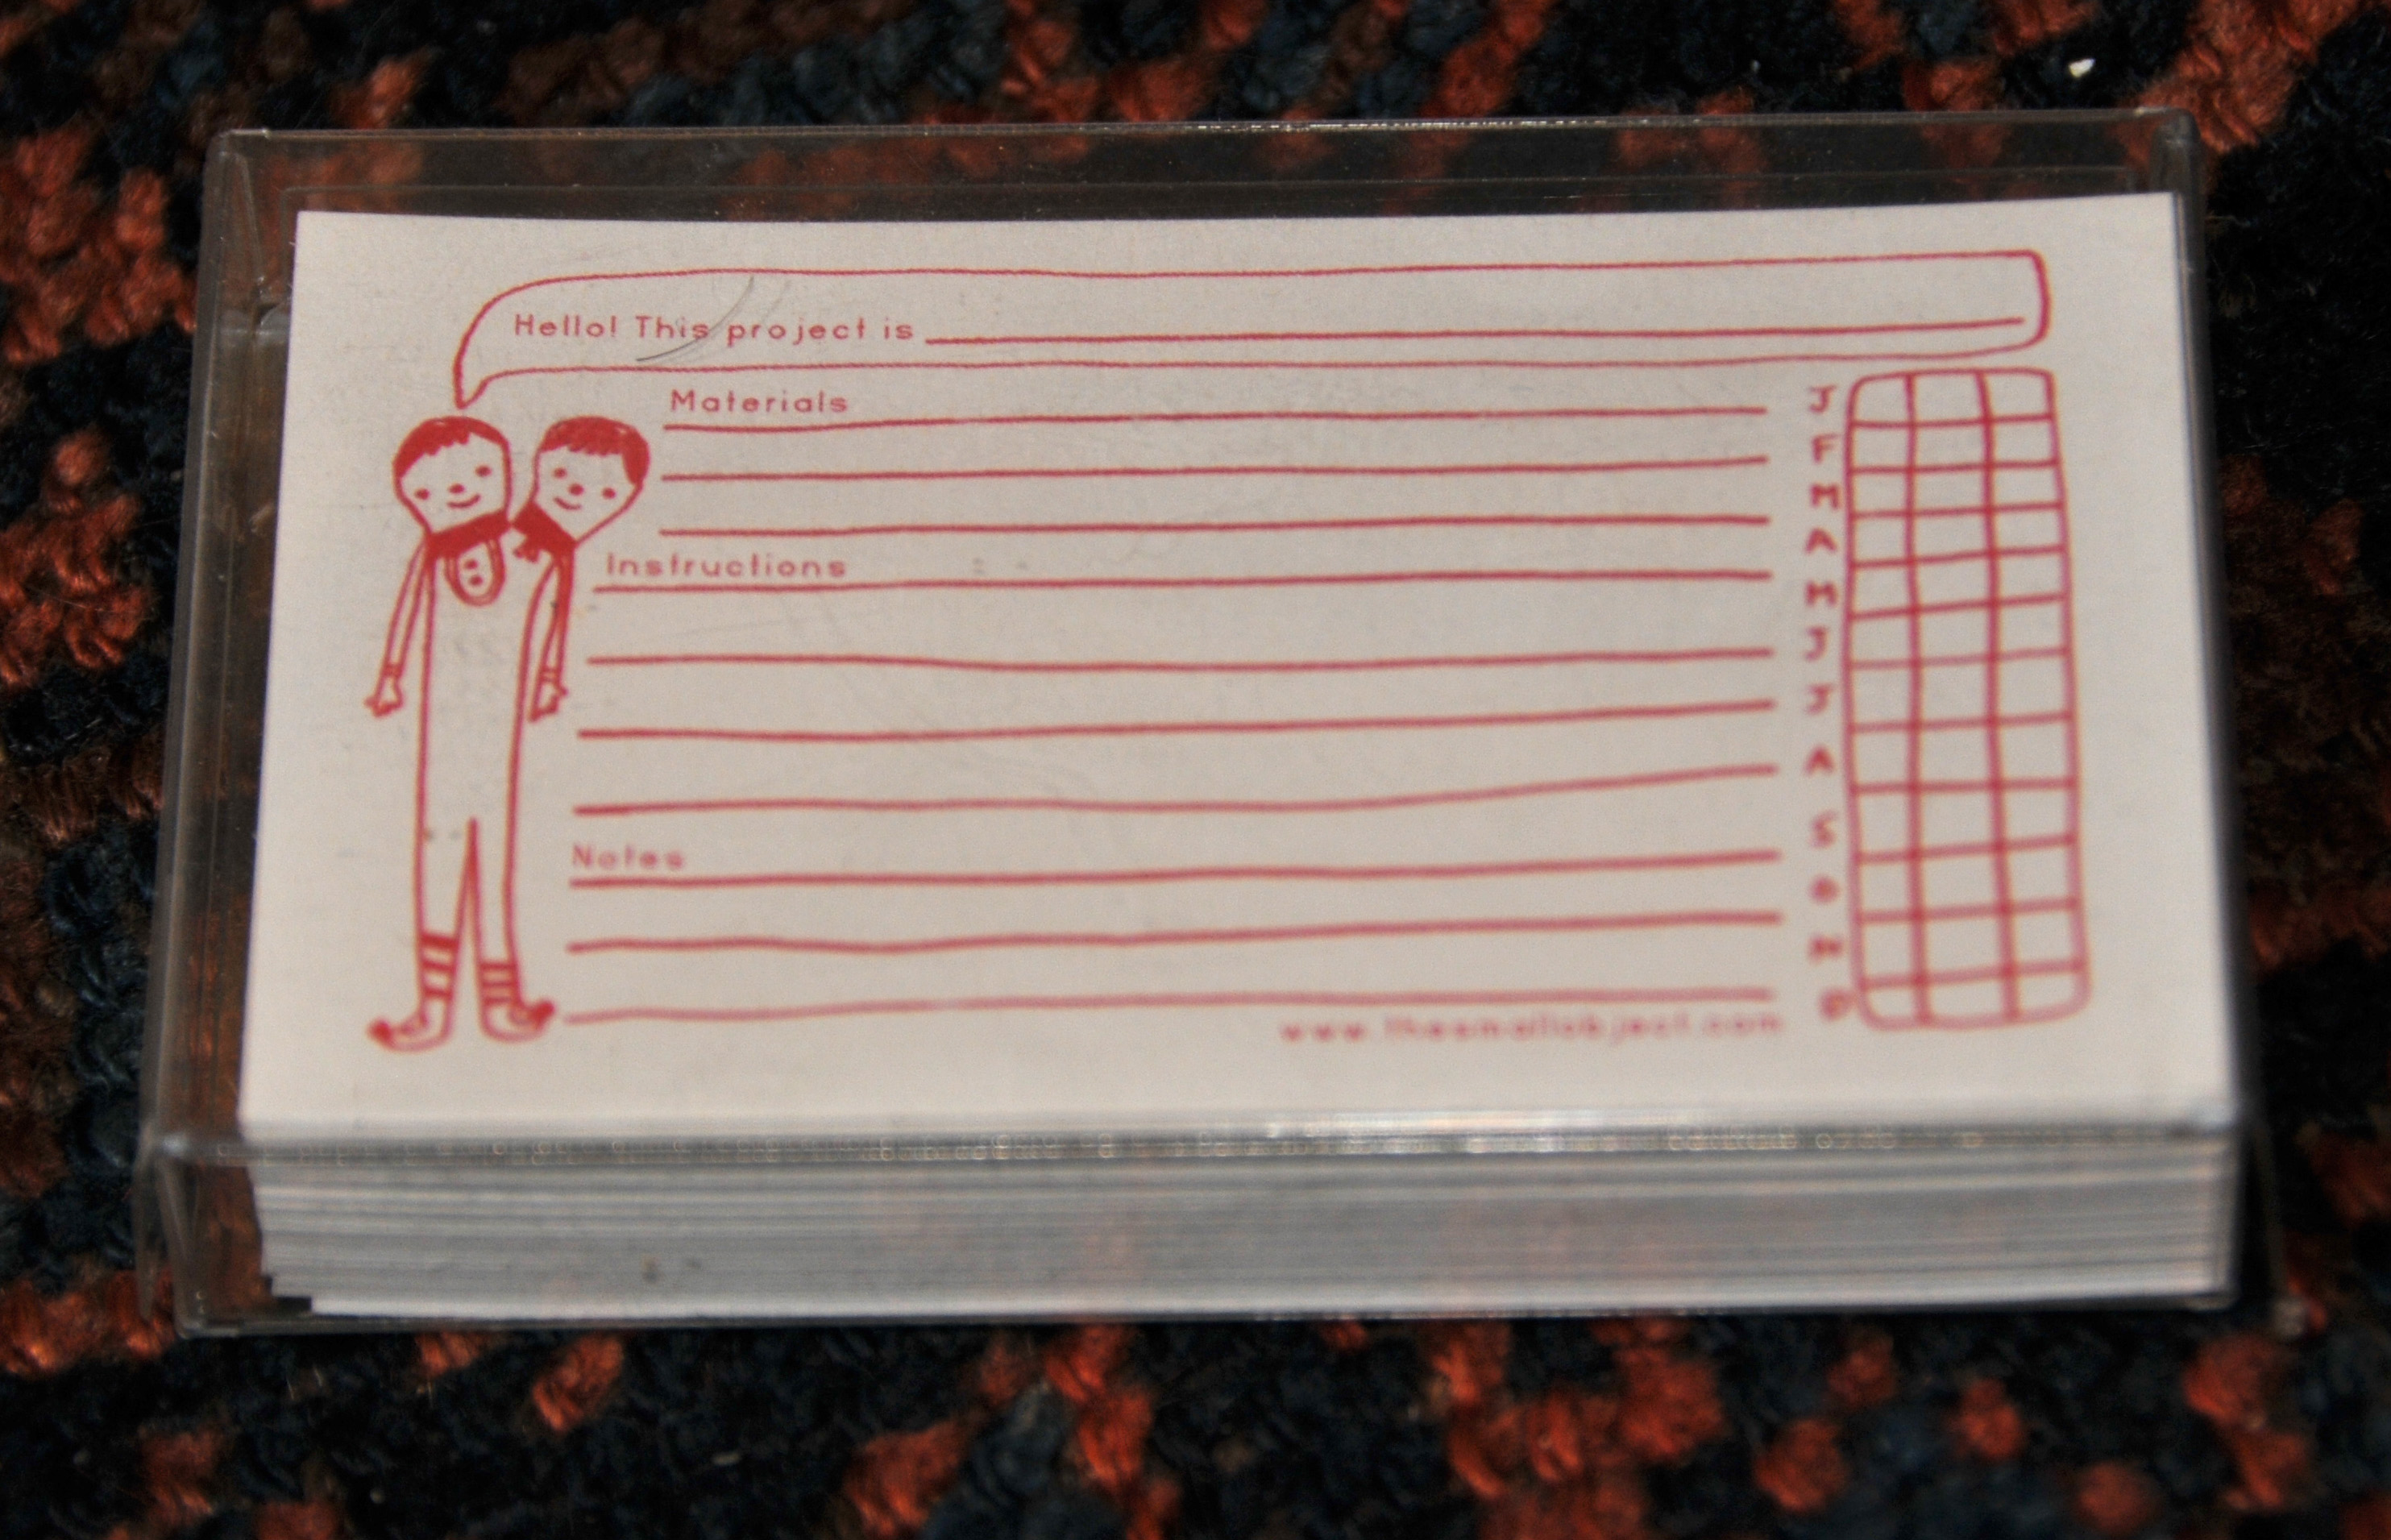 Hello! This project is
Materials
Instructions
Notes
www.thesmallobject.com
J
F
M
A
M
J
J
A
S
O
N
D